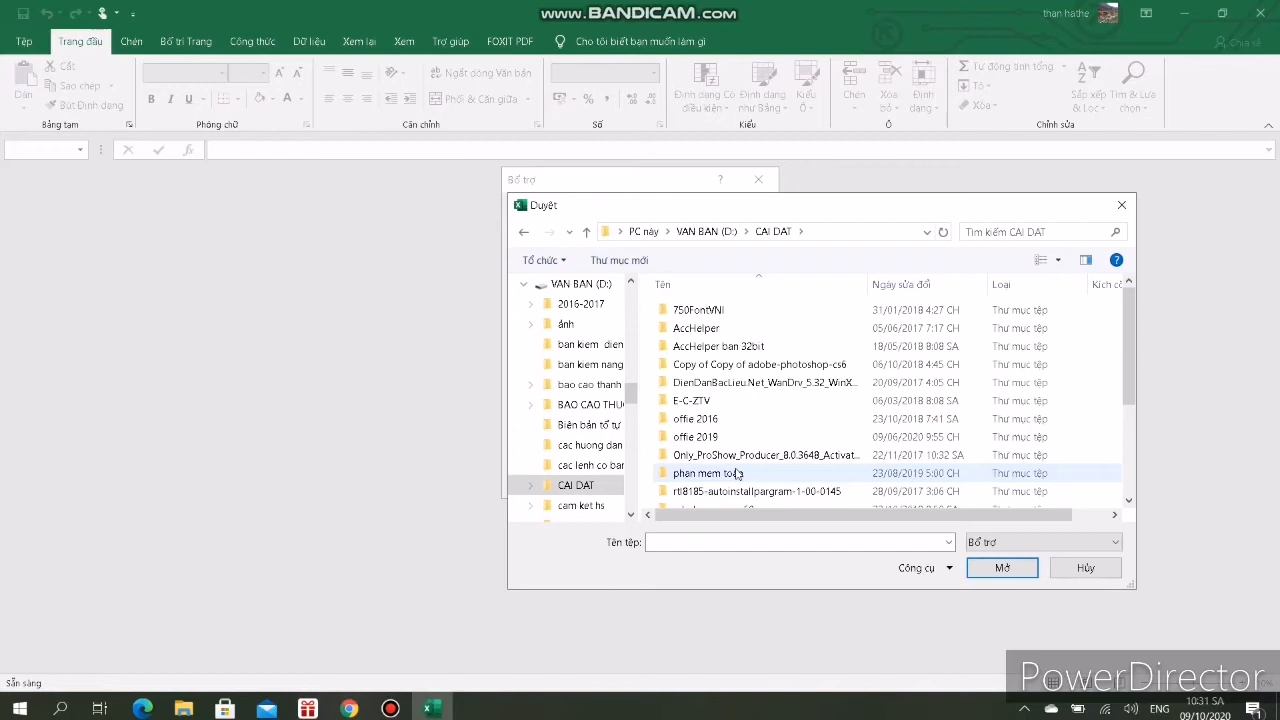 www.BANDICAM.com
than hathe
Tệp Trang đầu Chèn Bố trí Trang Công thức Dữ liệu Xem lại Xem Trợ giúp FOXIT PDF Cho tôi biết bạn muốn làm gì Chia sẻ
Dán
Cắt
Sao chép
Bút Định dạng
B I U
Ngắt dòng Văn bản
Phối & Căn giữa
Định dạng Có điều kiện
Định dạng như Bảng
Kiểu Ô
Chèn
Xóa bỏ
Định dạng
Tự động tính tổng
Tô
Xóa
Sắp xếp & Lọc
Tìm & Lựa chọn
Bảng tạm Phông chữ Căn chỉnh Số Kiểu Ô Chỉnh sửa
fx
Bổ trợ ?
Duyệt
PC này > VAN BAN (D:) > CAI DAT >
Tìm kiếm CAI DAT
Tổ chức Thư mục mới
VAN BAN (D:)
2016-2017
ảnh
ban kiem dien
ban kiem nang
bao cao thanh
BAO CAO THU
Biên bản tổ tự
cac huong dan
cac lenh co bar
CAI DAT
cam ket hs
Tên Ngày sửa đổi Loại Kích cỡ
750FontVNI 31/01/2018 4:27 CH Thư mục tệp
AccHelper 05/06/2017 7:17 CH Thư mục tệp
AccHelper ban 32bit 18/05/2018 8:08 SA Thư mục tệp
Copy of Copy of adobe-photoshop-cs6 06/10/2018 4:45 CH Thư mục tệp
DienDanBacLieu.Net_WanDrv_5.32_WinX... 20/09/2017 4:05 CH Thư mục tệp
E-C-ZTV 06/03/2018 8:08 SA Thư mục tệp
offie 2016 23/10/2018 7:41 SA Thư mục tệp
offie 2019 09/06/2020 9:55 CH Thư mục tệp
Only_ProShow_Producer_8.0.3648_Activat... 22/11/2017 10:32 SA Thư mục tệp
phan mem toan 23/08/2019 5:00 CH Thư mục tệp
rtl8185-autoinstallpargram-1-00-0145 28/09/2017 3:06 CH Thư mục tệp
Tên tệp: Bổ trợ
Công cụ Mở Hủy
Sẵn sàng
PowerDirector
ENG
10:31 SA
09/10/2020